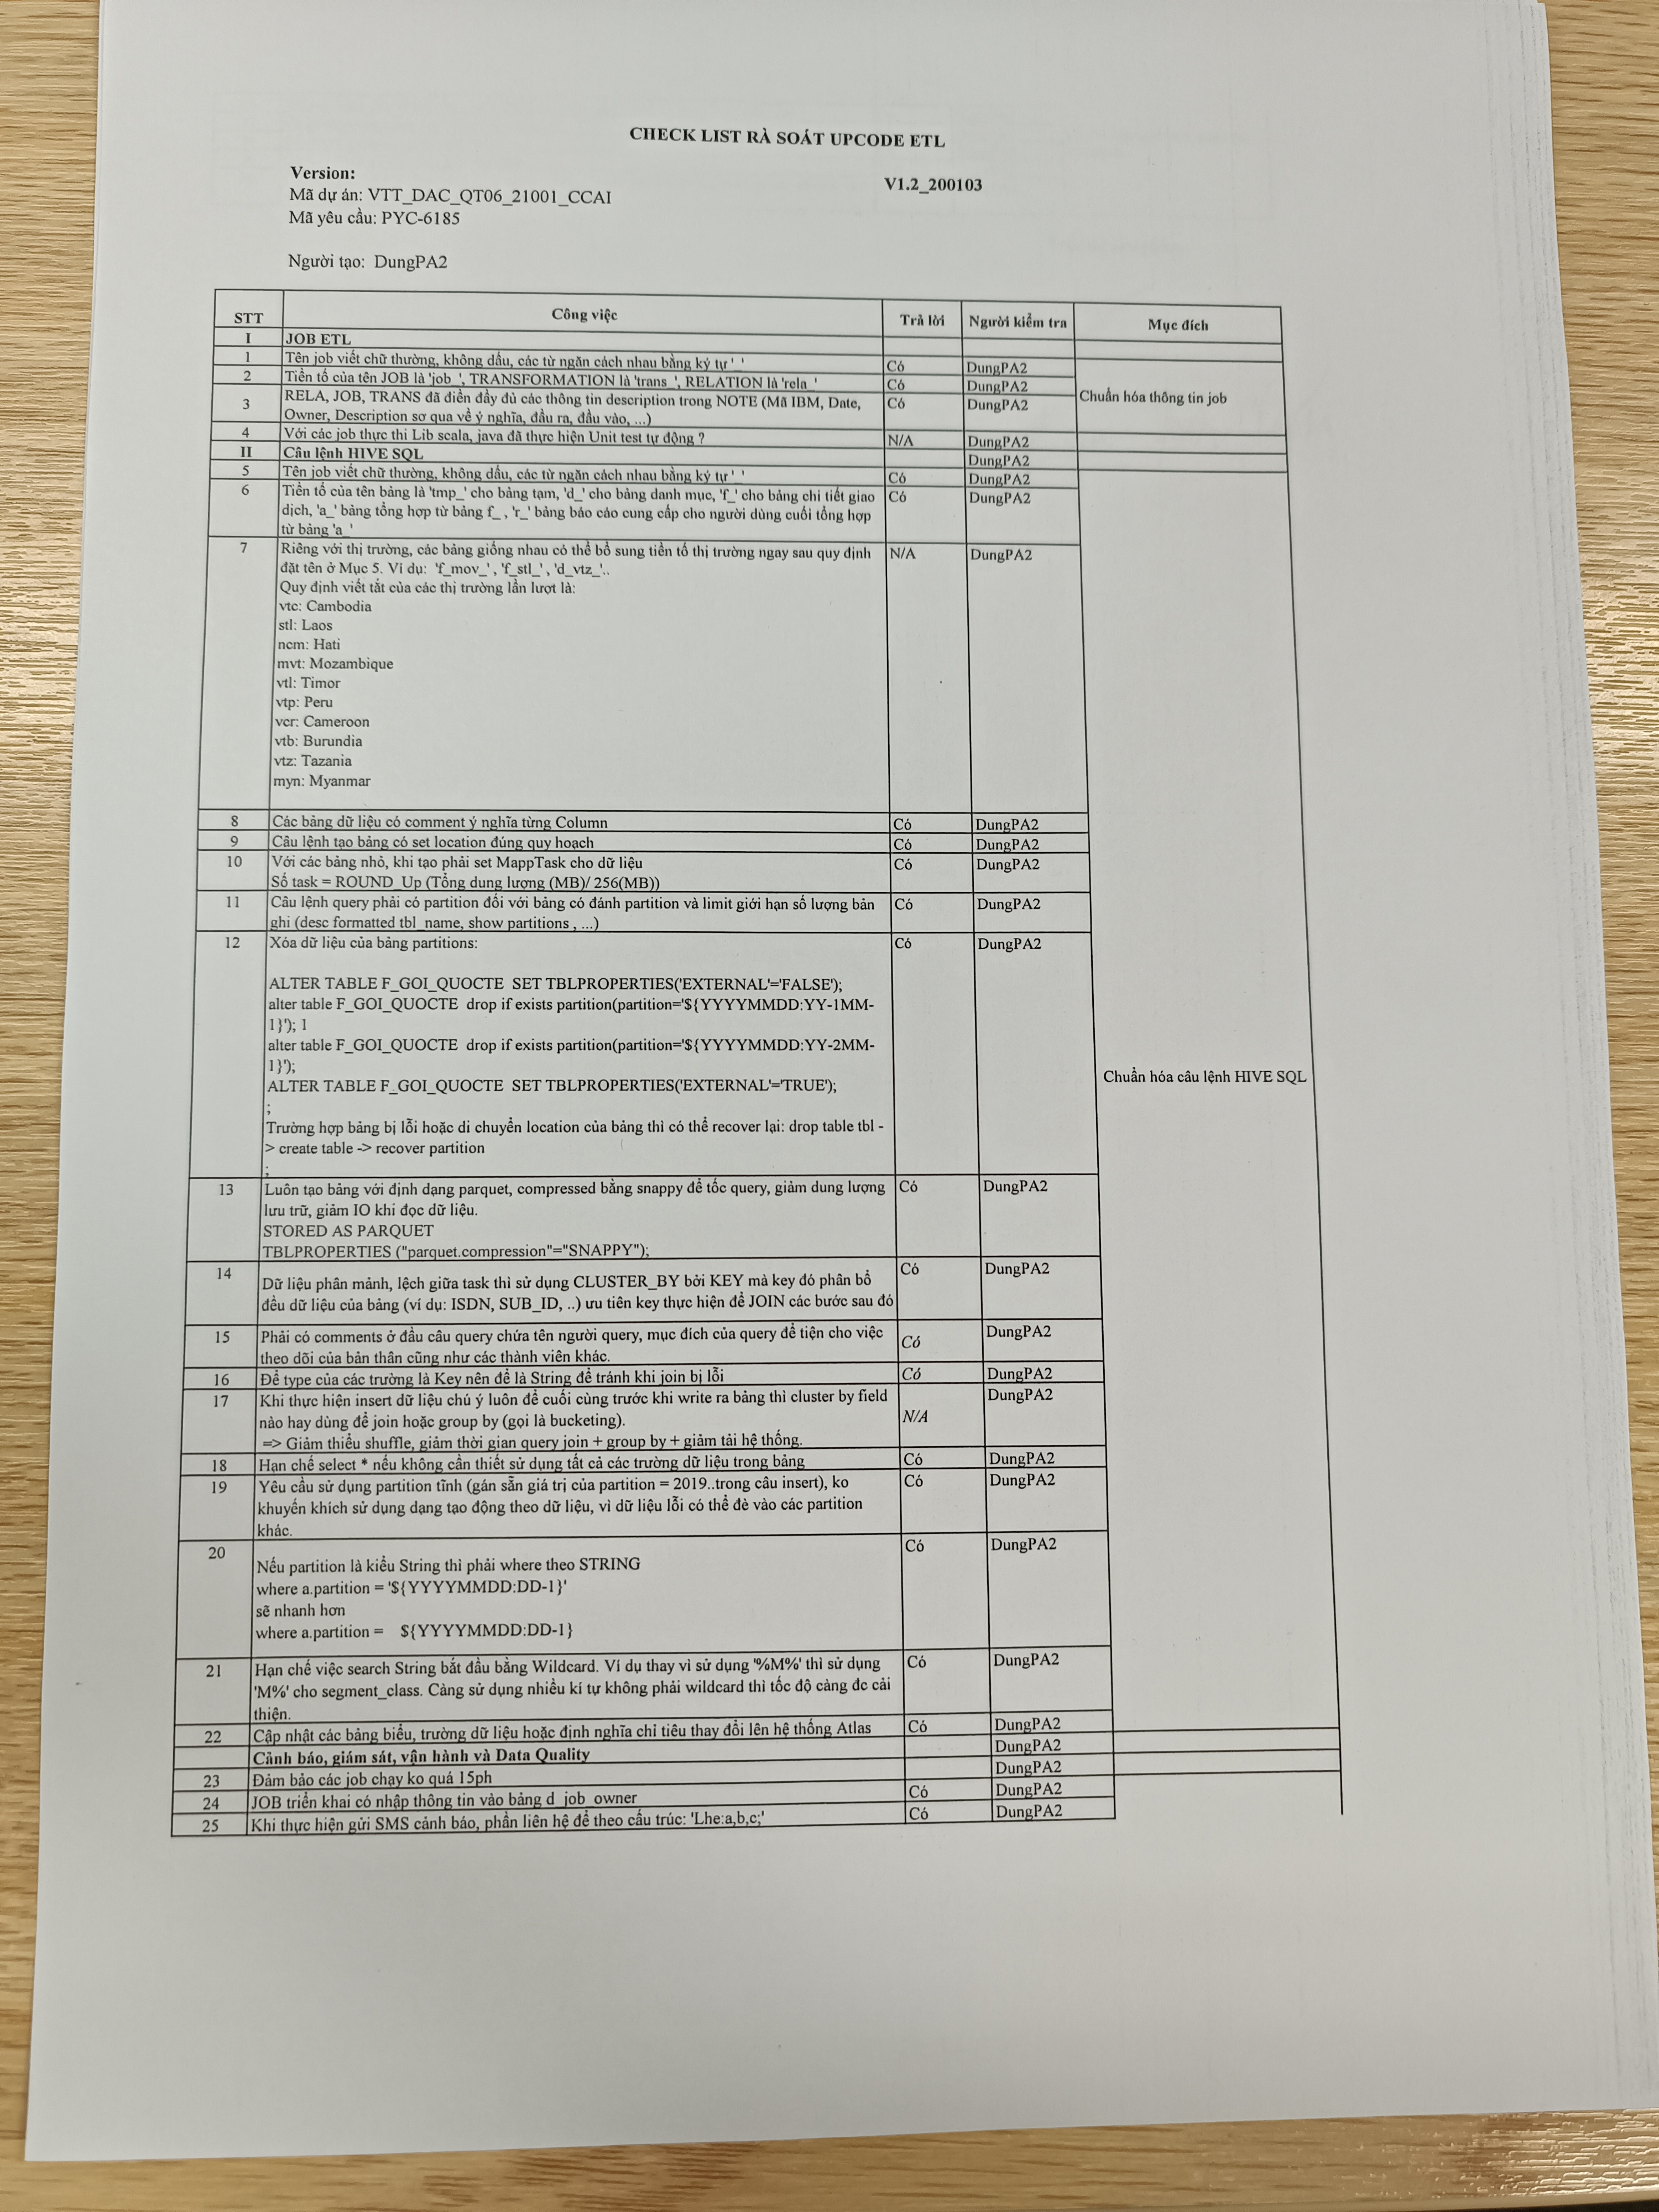 CHECK LIST RÀ SOÁT UPCODE ETL
Version:
V1.2_200103
Mã dự án: VTT_DAC_QT06_21001_CCAI
Mã yêu cầu: PYC-6185
Người tạo: DungPA2
STT Công việc Trả lời Người kiểm tra Mục đích
I JOB ETL
1 Tên job viết chữ thường, không dấu, các từ ngăn cách nhau bằng ký tự '_' Có DungPA2
2 Tiền tố của tên JOB là 'job_', TRANSFORMATION là 'trans_', RELATION là 'rela_' Có DungPA2
3 RELA, JOB, TRANS đã điền đầy đủ các thông tin description trong NOTE (Mã IBM, Date, Có DungPA2 Chuẩn hóa thông tin job
Owner, Description sơ qua về ý nghĩa, đầu ra, đầu vào, ...)
4 Với các job thực thi Lib scala, java đã thực hiện Unit test tự động ? N/A DungPA2
II Câu lệnh HIVE SQL DungPA2
5 Tên job viết chữ thường, không dấu, các từ ngăn cách nhau bằng ký tự '_' Có DungPA2
6 Tiền tố của tên bảng là 'tmp_' cho bảng tạm, 'd_' cho bảng danh mục, 'f_' cho bảng chi tiết giao Có DungPA2
dịch, 'a_' bảng tổng hợp từ bảng f_ , 'r_' bảng báo cáo cung cấp cho người dùng cuối tổng hợp
từ bảng 'a_'
7 Riêng với thị trường, các bảng giống nhau có thể bổ sung tiền tố thị trường ngay sau quy định N/A DungPA2
đặt tên ở Mục 5. Ví dụ: 'f_mov_' , 'f_stl_' , 'd_vtz_'..
Quy định viết tắt của các thị trường lần lượt là:
vtc: Cambodia
stl: Laos
ncm: Hati
mvt: Mozambique
vtl: Timor
vtp: Peru
vcr: Cameroon
vtb: Burundia
vtz: Tazania
myn: Myanmar
8 Các bảng dữ liệu có comment ý nghĩa từng Column Có DungPA2
9 Câu lệnh tạo bảng có set location đúng quy hoạch Có DungPA2
10 Với các bảng nhỏ, khi tạo phải set MappTask cho dữ liệu Có DungPA2
Số task = ROUND_Up (Tổng dung lượng (MB)/ 256(MB))
11 Câu lệnh query phải có partition đối với bảng có đánh partition và limit giới hạn số lượng bản Có DungPA2
ghi (desc formatted tbl_name, show partitions , ...)
12 Xóa dữ liệu của bảng partitions: Có DungPA2
ALTER TABLE F_GOI_QUOCTE SET TBLPROPERTIES('EXTERNAL'='FALSE');
alter table F_GOI_QUOCTE drop if exists partition(partition='${YYYYMMDD:YY-1MM-
1}'); 1
alter table F_GOI_QUOCTE drop if exists partition(partition='${YYYYMMDD:YY-2MM-
1}');
ALTER TABLE F_GOI_QUOCTE SET TBLPROPERTIES('EXTERNAL'='TRUE');
;
Trường hợp bảng bị lỗi hoặc di chuyển location của bảng thì có thể recover lại: drop table tbl -
> create table -> recover partition
;
Chuẩn hóa câu lệnh HIVE SQL
13 Luôn tạo bảng với định dạng parquet, compressed bằng snappy để tốc query, giảm dung lượng Có DungPA2
lưu trữ, giảm IO khi đọc dữ liệu.
STORED AS PARQUET
TBLPROPERTIES ("parquet.compression"="SNAPPY");
14 Dữ liệu phân mảnh, lệch giữa task thì sử dụng CLUSTER_BY bởi KEY mà key đó phân bổ Có DungPA2
đều dữ liệu của bảng (ví dụ: ISDN, SUB_ID, ..) ưu tiên key thực hiện để JOIN các bước sau đó
15 Phải có comments ở đầu câu query chứa tên người query, mục đích của query để tiện cho việc Có DungPA2
theo dõi của bản thân cũng như các thành viên khác.
16 Để type của các trường là Key nên để là String để tránh khi join bị lỗi Có DungPA2
17 Khi thực hiện insert dữ liệu chú ý luôn để cuối cùng trước khi write ra bảng thì cluster by field N/A DungPA2
nào hay dùng để join hoặc group by (gọi là bucketing).
=> Giảm thiểu shuffle, giảm thời gian query join + group by + giảm tải hệ thống.
18 Hạn chế select * nếu không cần thiết sử dụng tất cả các trường dữ liệu trong bảng Có DungPA2
19 Yêu cầu sử dụng partition tĩnh (gán sẵn giá trị của partition = 2019..trong câu insert), ko Có DungPA2
khuyến khích sử dụng dạng tạo động theo dữ liệu, vì dữ liệu lỗi có thể đè vào các partition
khác.
20 Nếu partition là kiểu String thì phải where theo STRING Có DungPA2
where a.partition = '${YYYYMMDD:DD-1}'
sẽ nhanh hơn
where a.partition = ${YYYYMMDD:DD-1}
21 Hạn chế việc search String bắt đầu bằng Wildcard. Ví dụ thay vì sử dụng '%M%' thì sử dụng Có DungPA2
'M%' cho segment_class. Càng sử dụng nhiều kí tự không phải wildcard thì tốc độ càng đc cải
thiện.
22 Cập nhật các bảng biểu, trường dữ liệu hoặc định nghĩa chỉ tiêu thay đổi lên hệ thống Atlas Có DungPA2
Cảnh báo, giám sát, vận hành và Data Quality DungPA2
23 Đảm bảo các job chạy ko quá 15ph DungPA2
24 JOB triển khai có nhập thông tin vào bảng d_job_owner Có DungPA2
25 Khi thực hiện gửi SMS cảnh báo, phần liên hệ để theo cấu trúc: 'Lhe:a,b,c;' Có DungPA2